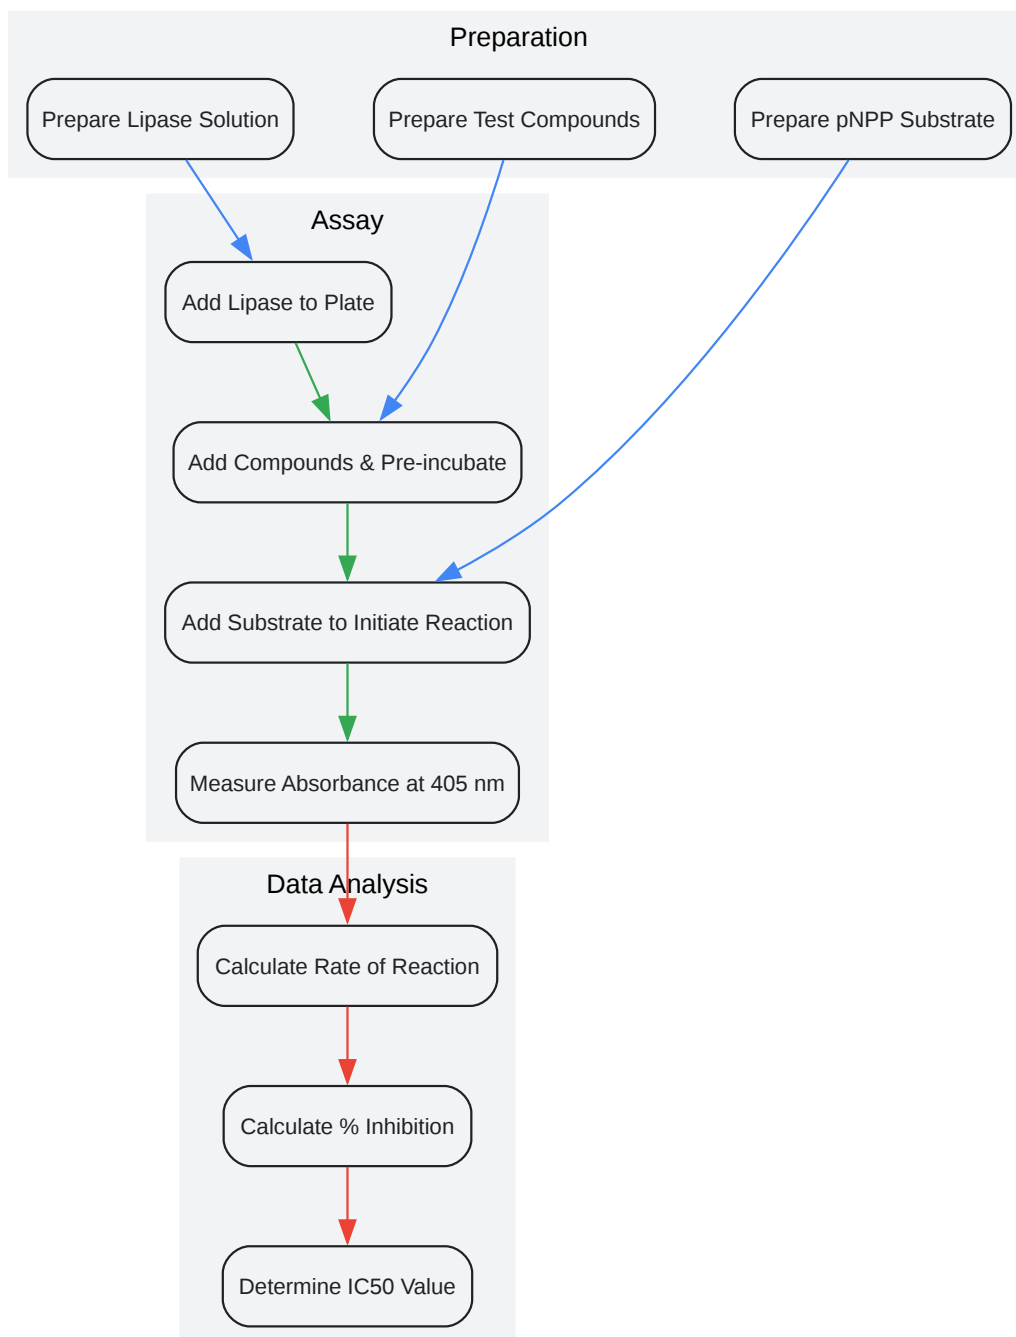 Preparation
Prepare Lipase Solution
Prepare Test Compounds
Prepare pNPP Substrate
Assay
Add Lipase to Plate
Add Compounds & Pre-incubate
Add Substrate to Initiate Reaction
Measure Absorbance at 405 nm
Data Analysis
Calculate Rate of Reaction
Calculate % Inhibition
Determine IC50 Value